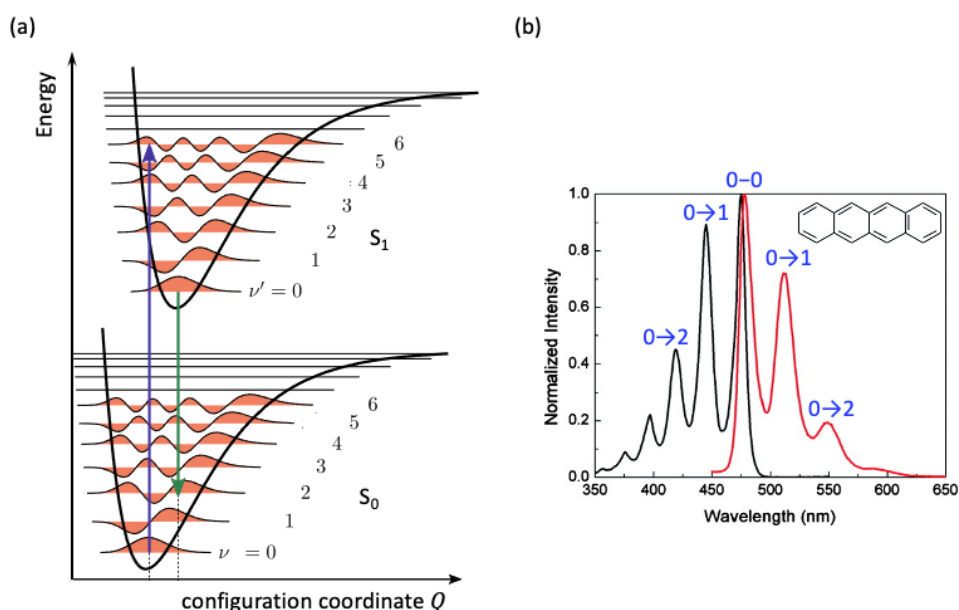 (a)
Energy
6
5
4
3
2
S₁
1
ν' = 0
6
5
4
3
2
S₀
1
ν = 0
configuration coordinate Q
(b)
0–0
0→1
0→1
0→2
0→2
Normalized Intensity
1.0
0.8
0.6
0.4
0.2
0.0
350 400 450 500 550 600 650
Wavelength (nm)